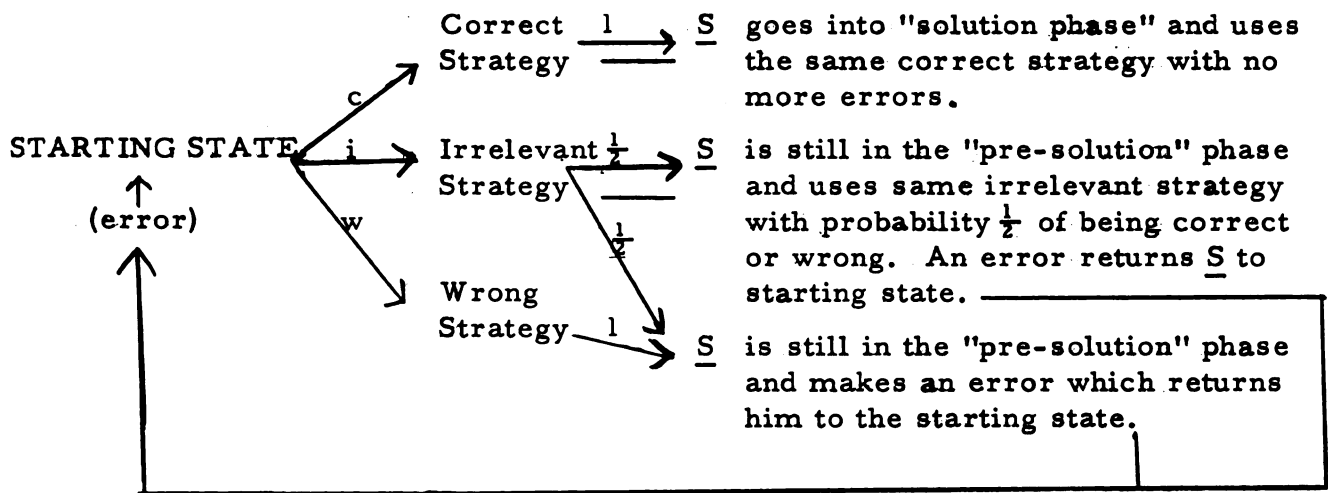 Correct 1 S goes into "solution phase" and uses
Strategy the same correct strategy with no
more errors.
c
STARTING STATE i Irrelevant ½ S is still in the "pre-solution" phase
Strategy and uses same irrelevant strategy
(error) w ½ with probability ½ of being correct
or wrong. An error returns S to
Wrong starting state.
Strategy 1 S is still in the "pre-solution" phase
and makes an error which returns
him to the starting state.